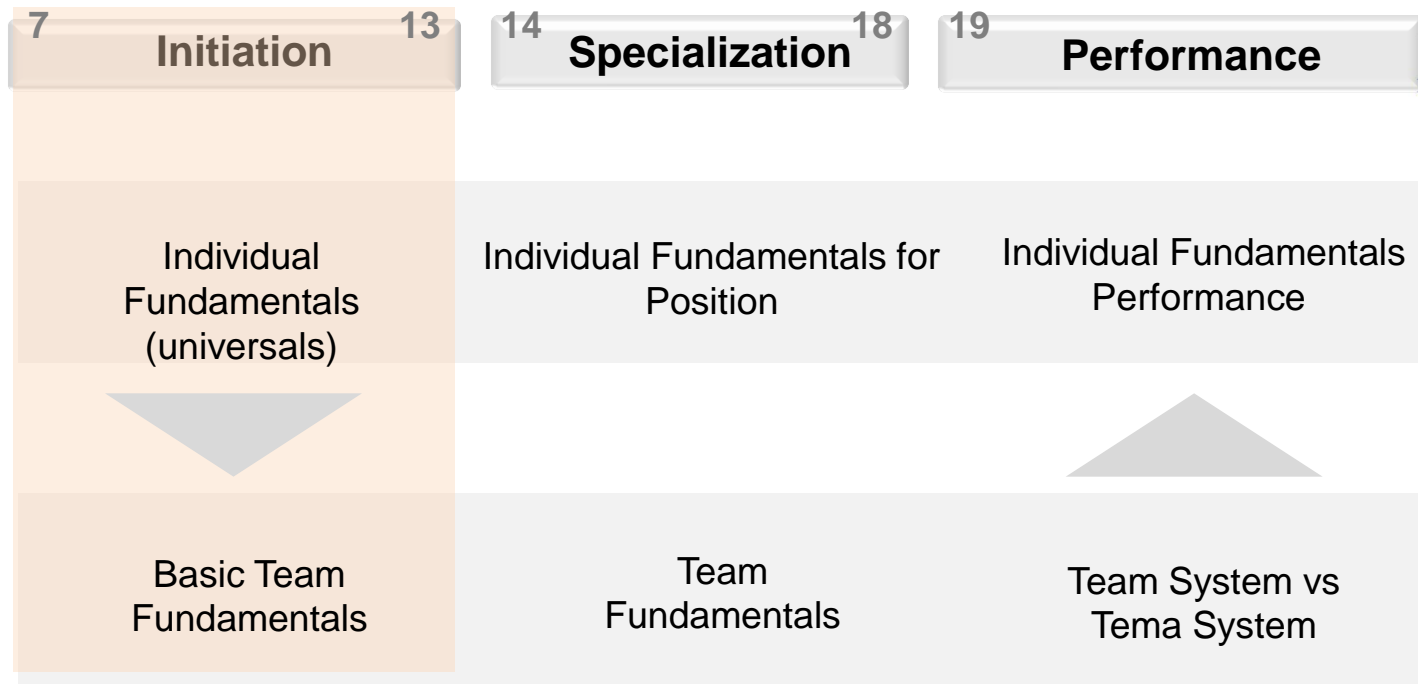 7 Initiation 13
14 Specialization 18
19 Performance
Individual
Fundamentals
(universals)
Individual Fundamentals for
Position
Individual Fundamentals
Performance
Basic Team
Fundamentals
Team
Fundamentals
Team System vs
Tema System